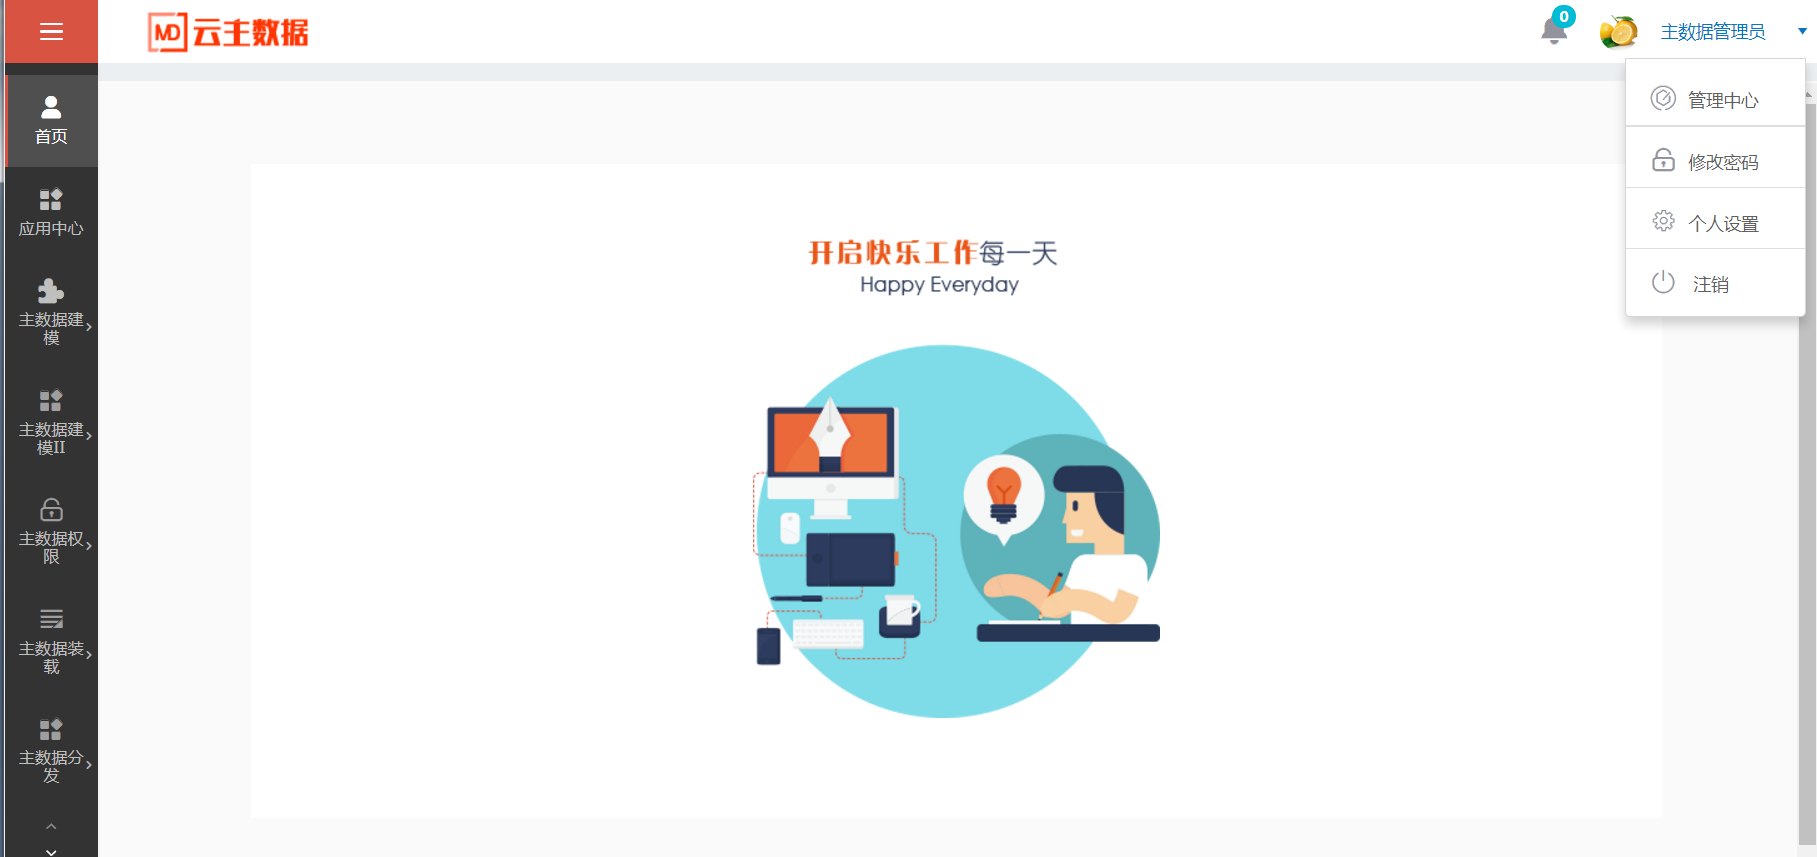 MD 云主数据
0
主数据管理员
管理中心
修改密码
个人设置
注销
首页
应用中心
主数据建
模
主数据建
模II
主数据权
限
主数据装
载
主数据分
发
开启快乐工作每一天
Happy Everyday